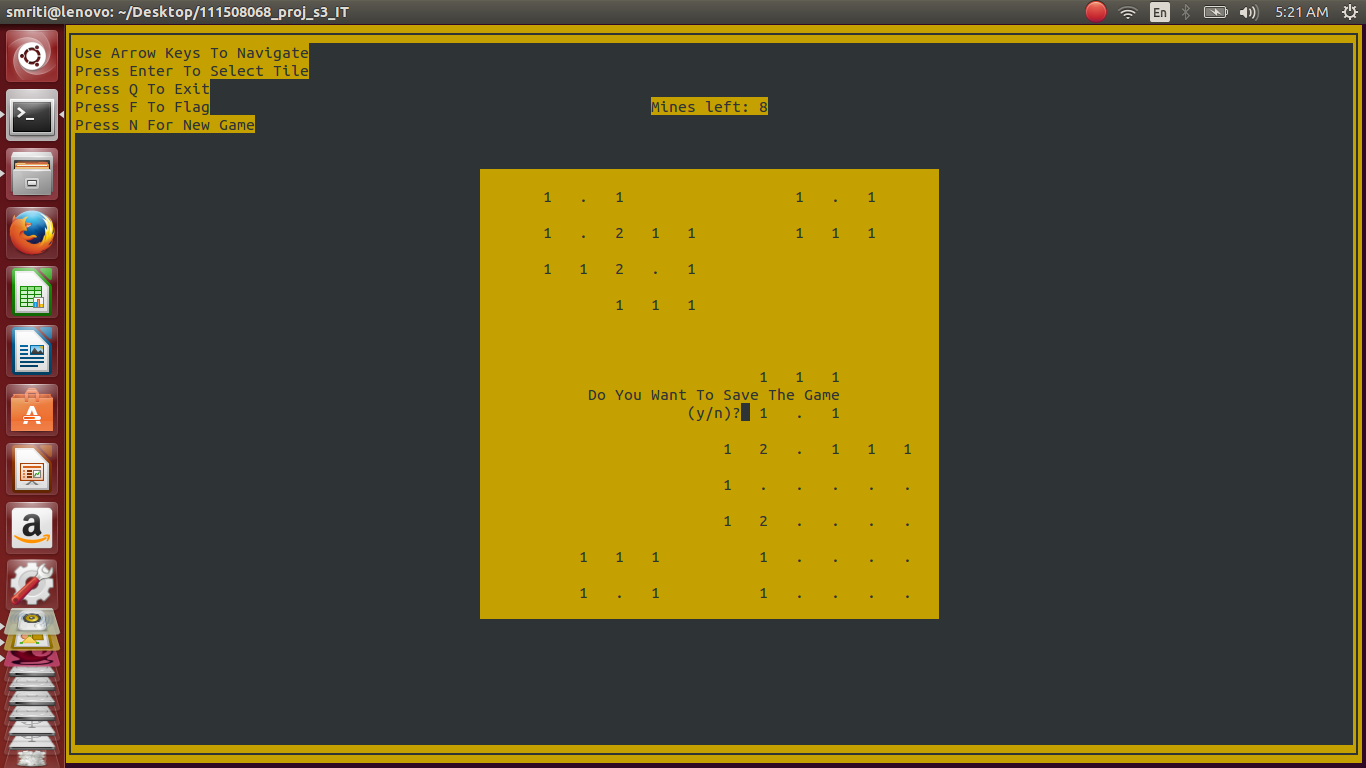 smriti@lenovo: ~/Desktop/111508068_proj_s3_IT
En
5:21 AM
Use Arrow Keys To Navigate
Press Enter To Select Tile
Press Q To Exit
Press F To Flag
Mines left: 8
Press N For New Game
1 . 1 1 . 1
1 . 2 1 1 1 1 1
1 1 2 . 1
1 1 1
1 1 1
Do You Want To Save The Game
(y/n)? 1 . 1
1 2 . 1 1 1
1 . . . . .
1 2 . . . .
1 1 1 1 . . . .
1 . 1 1 . . . .